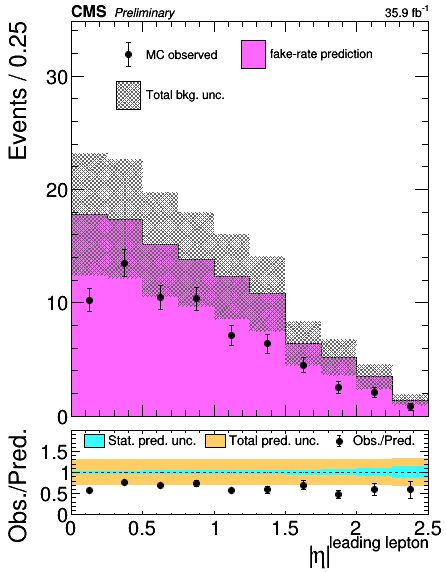 CMS Preliminary 35.9 fb⁻¹
Events / 0.25
MC observed
fake-rate prediction
Total bkg. unc.
30
20
10
0
Obs./Pred.
Stat. pred. unc.
Total pred. unc.
Obs./Pred.
1.5
1
0.5
0
0 0.5 1 1.5 2 2.5
|η|leading lepton